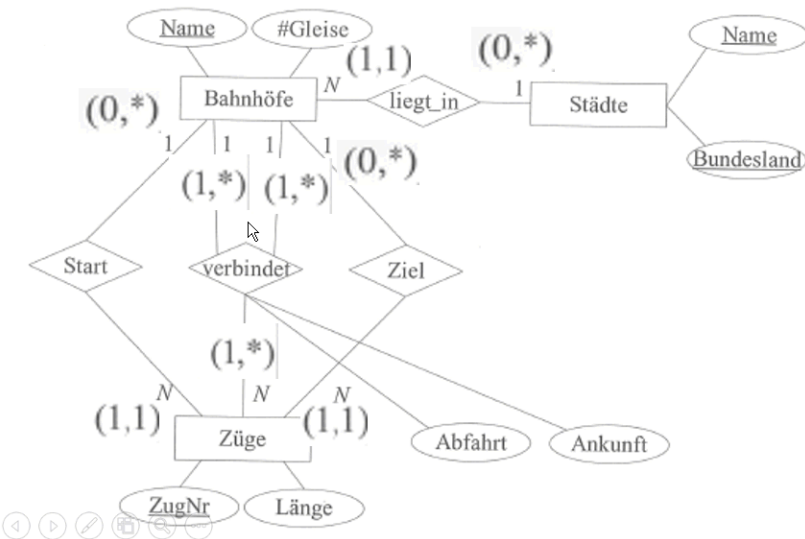 Name #Gleise
(1,1) (0,*) Name
N 1
Bahnhöfe liegt_in Städte
(0,*)
1 1 1 1
(1,*) (1,*) (0,*)
Bundesland
Start verbindet Ziel
(1,*)
N N N
(1,1) (1,1)
Züge Abfahrt Ankunft
ZugNr Länge